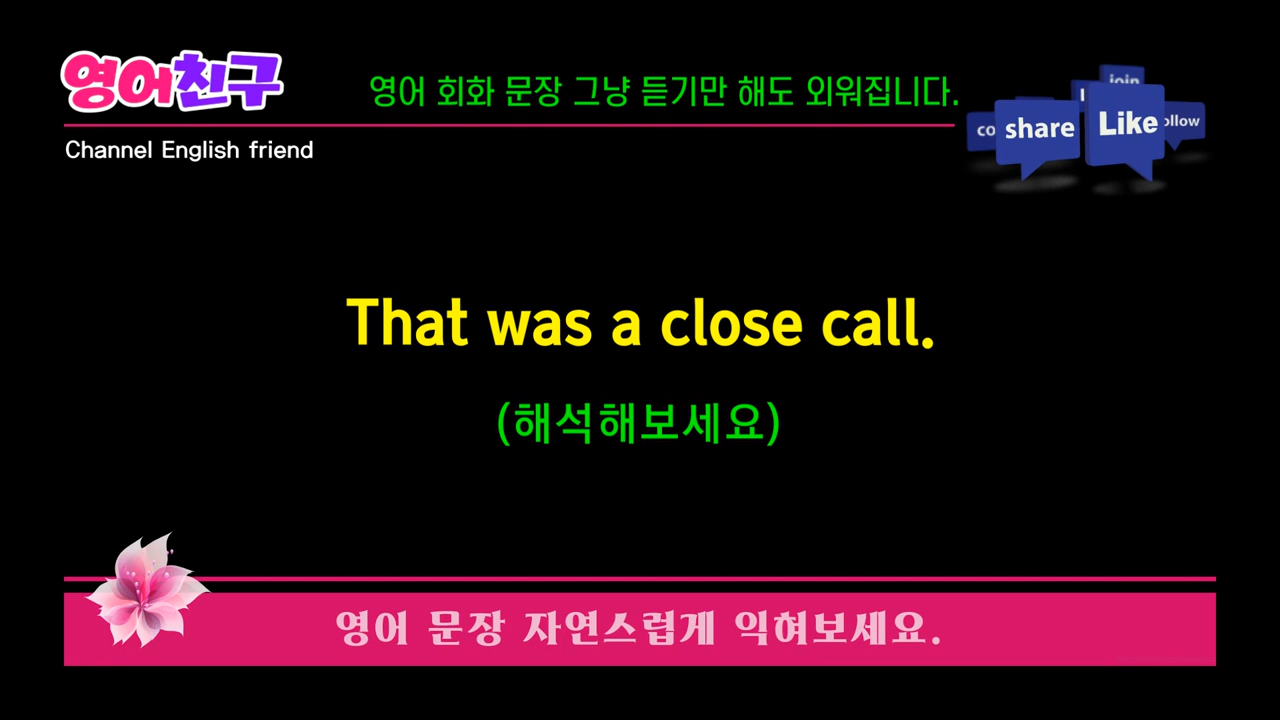 영어친구
영어 회화 문장 그냥 듣기만 해도 외워집니다.
join
share
Like
Channel English friend
That was a close call.
(해석해보세요)
영어 문장 자연스럽게 익혀보세요.